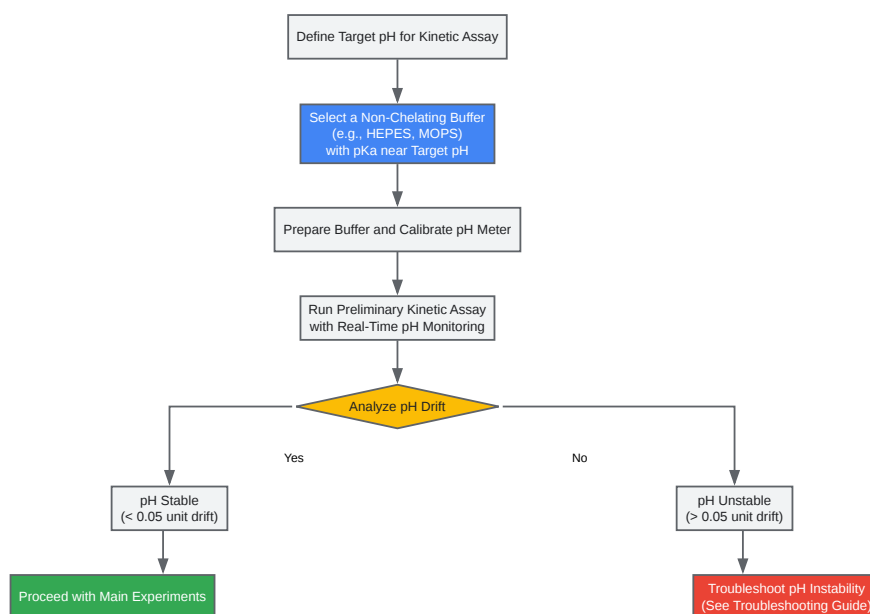 Define Target pH for Kinetic Assay
Select a Non-Chelating Buffer
(e.g., HEPES, MOPS)
with pKa near Target pH
Prepare Buffer and Calibrate pH Meter
Run Preliminary Kinetic Assay
with Real-Time pH Monitoring
Analyze pH Drift
Yes
No
pH Stable
(< 0.05 unit drift)
pH Unstable
(> 0.05 unit drift)
Proceed with Main Experiments
Troubleshoot pH Instability
(See Troubleshooting Guide)